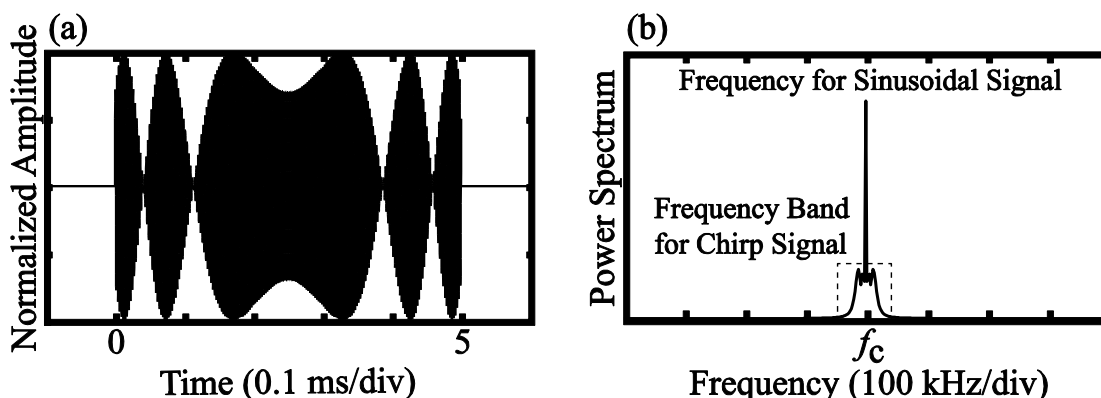 (a)
Normalized Amplitude
0
5
Time (0.1 ms/div)
(b)
Power Spectrum
Frequency for Sinusoidal Signal
Frequency Band
for Chirp Signal
fc
Frequency (100 kHz/div)